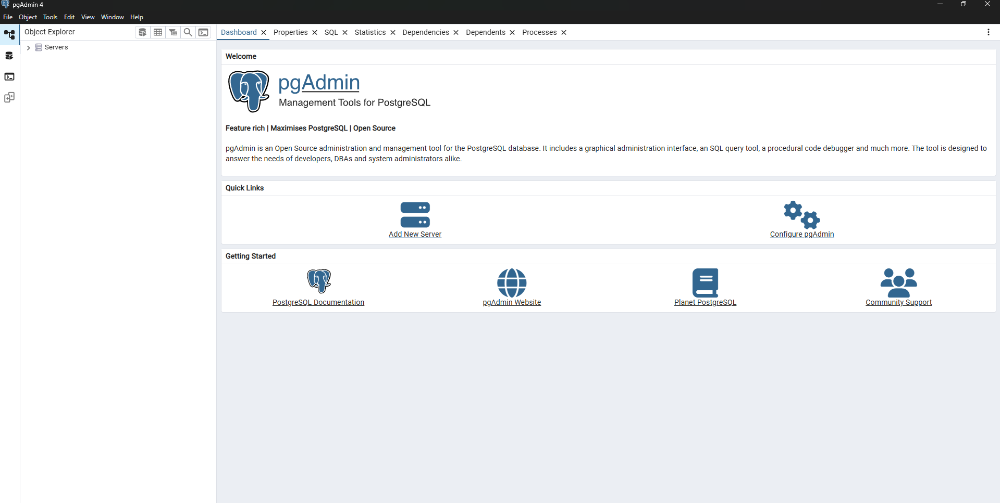 pgAdmin 4
File Object Tools Edit View Window Help
Object Explorer
Dashboard Properties SQL Statistics Dependencies Dependents Processes
Servers
Welcome
pgAdmin
Management Tools for PostgreSQL
Feature rich | Maximises PostgreSQL | Open Source
pgAdmin is an Open Source administration and management tool for the PostgreSQL database. It includes a graphical administration interface, an SQL query tool, a procedural code debugger and much more. The tool is designed to
answer the needs of developers, DBAs and system administrators alike.
Quick Links
Add New Server
Configure pgAdmin
Getting Started
PostgreSQL Documentation
pgAdmin Website
Planet PostgreSQL
Community Support